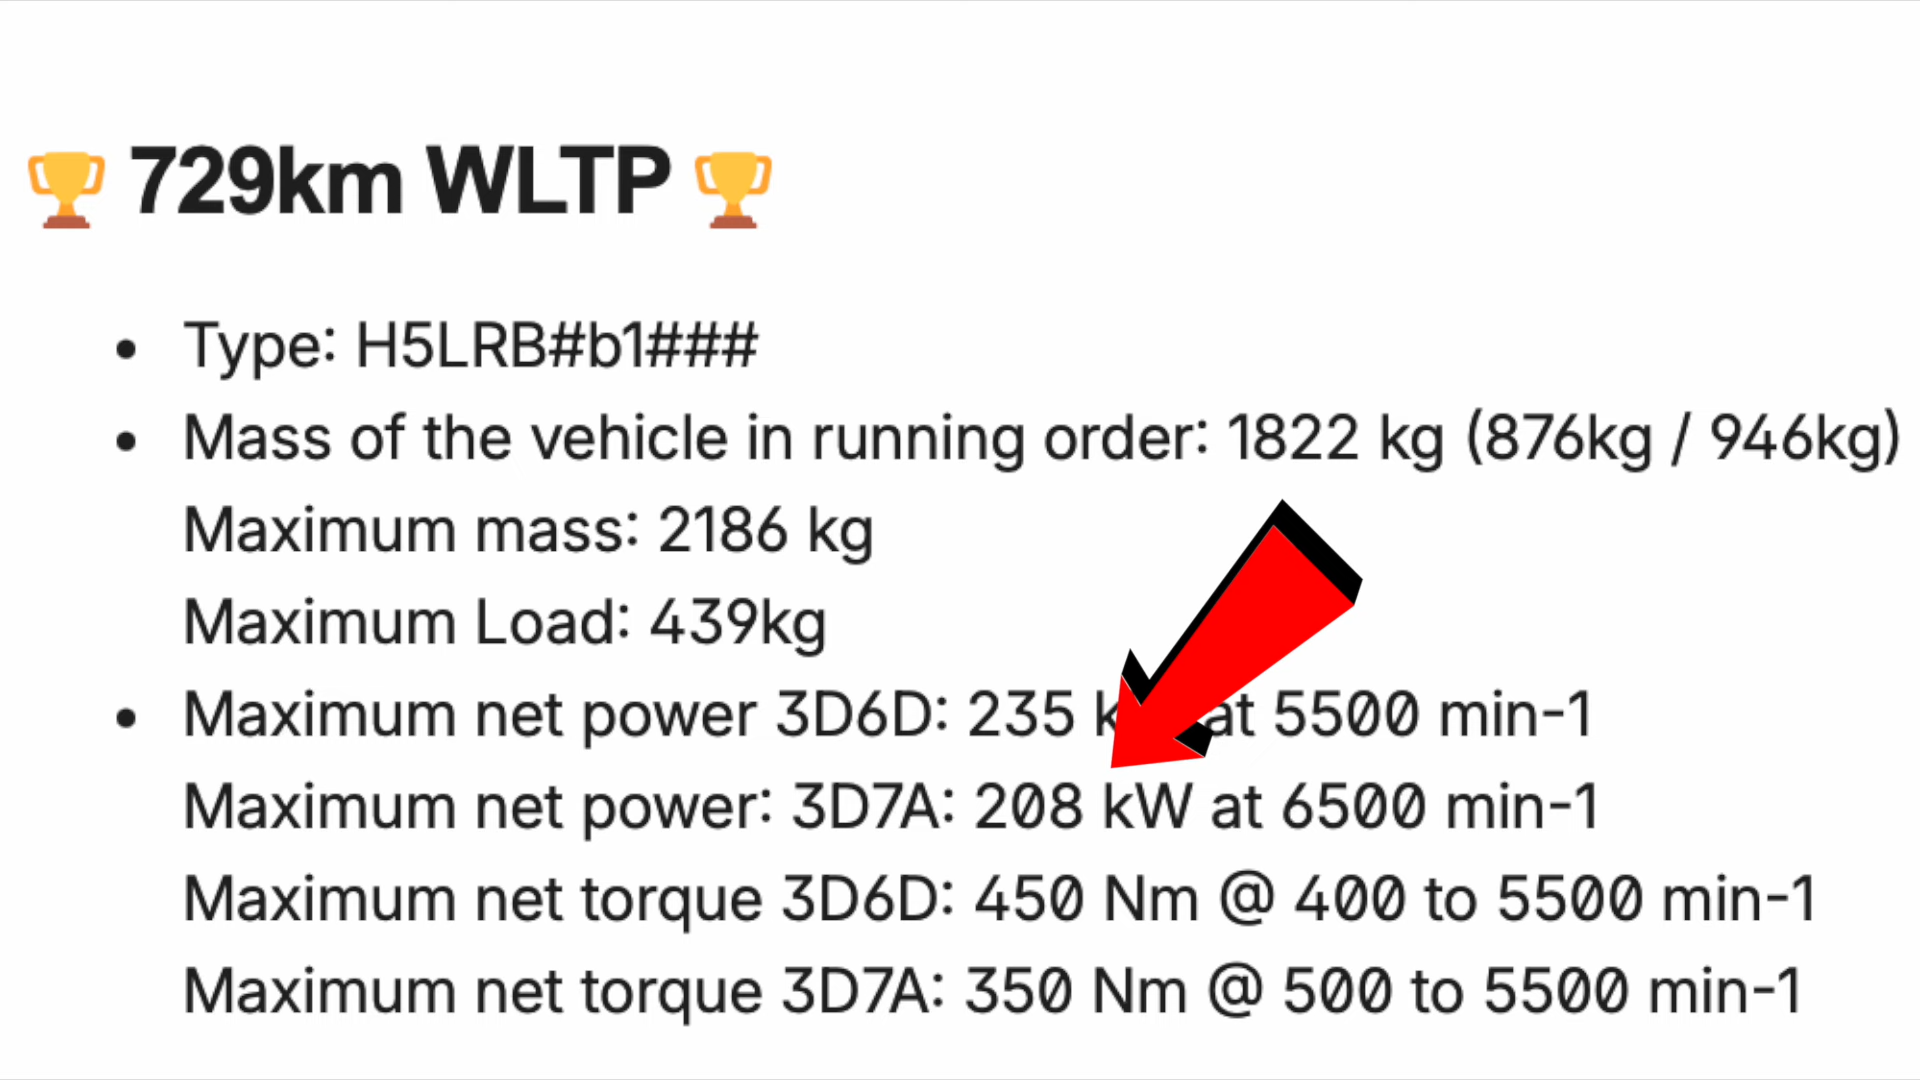 🏆 729km WLTP 🏆
• Type: H5LRB#b1###
• Mass of the vehicle in running order: 1822 kg (876kg / 946kg)
Maximum mass: 2186 kg
Maximum Load: 439kg
• Maximum net power 3D6D: 235 at 5500 min-1
Maximum net power: 3D7A: 208 kW at 6500 min-1
Maximum net torque 3D6D: 450 Nm @ 400 to 5500 min-1
Maximum net torque 3D7A: 350 Nm @ 500 to 5500 min-1